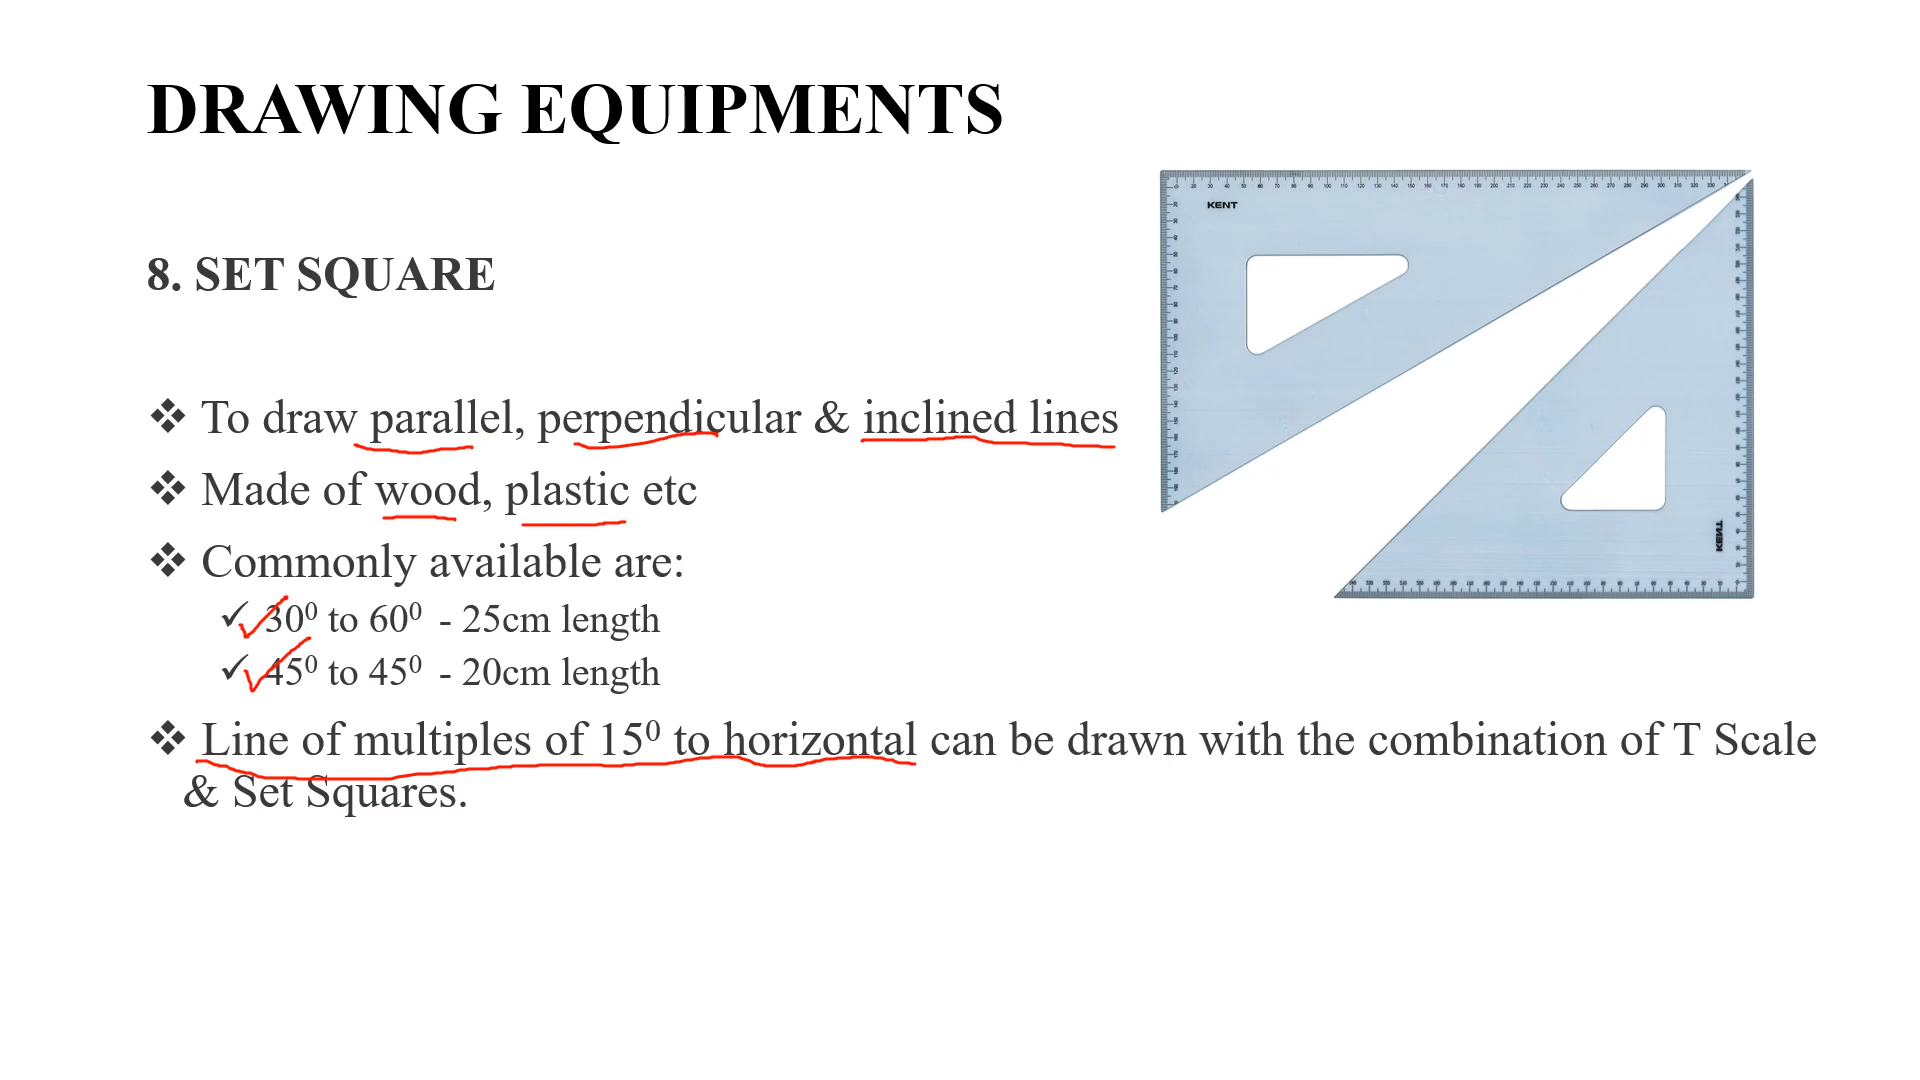 DRAWING EQUIPMENTS
KENT
8. SET SQUARE
❖ To draw parallel, perpendicular & inclined lines
❖ Made of wood, plastic etc
❖ Commonly available are:
✓ 30⁰ to 60⁰ - 25cm length
✓ 45⁰ to 45⁰ - 20cm length
KENT
❖ Line of multiples of 15⁰ to horizontal can be drawn with the combination of T Scale
& Set Squares.